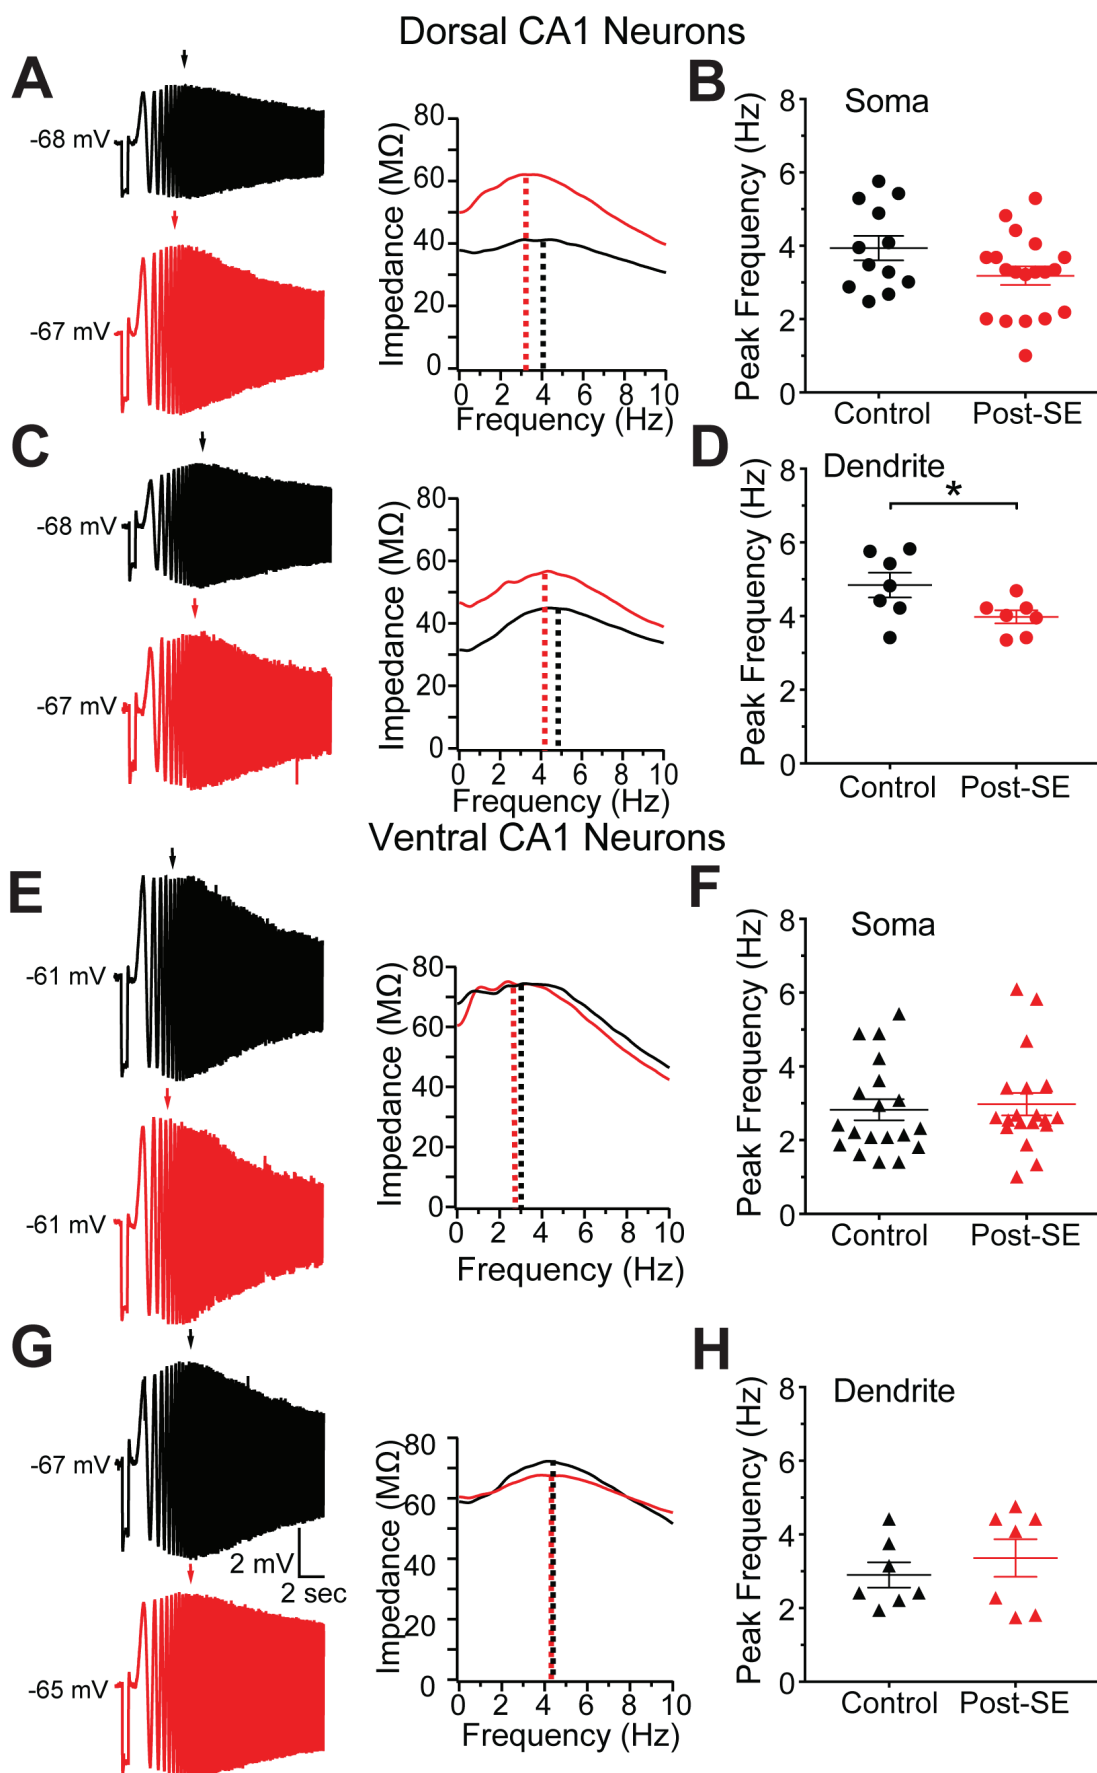 Dorsal CA1 Neurons
A
-68 mV
-67 mV
Impedance (MΩ)
80
60
40
20
0
0 2 4 6 8 10
Frequency (Hz)
B
Soma
Peak Frequency (Hz)
8
6
4
2
0
Control Post-SE
C
-68 mV
-67 mV
Impedance (MΩ)
80
60
40
20
0
0 2 4 6 8 10
Frequency (Hz)
D
Dendrite
*
Peak Frequency (Hz)
8
6
4
2
0
Control Post-SE
Ventral CA1 Neurons
E
-61 mV
-61 mV
Impedance (MΩ)
80
60
40
20
0
0 2 4 6 8 10
Frequency (Hz)
F
Soma
Peak Frequency (Hz)
8
6
4
2
0
Control Post-SE
G
-67 mV
2 mV
2 sec
-65 mV
Impedance (MΩ)
80
60
40
20
0
0 2 4 6 8 10
Frequency (Hz)
H
Dendrite
Peak Frequency (Hz)
8
6
4
2
0
Control Post-SE